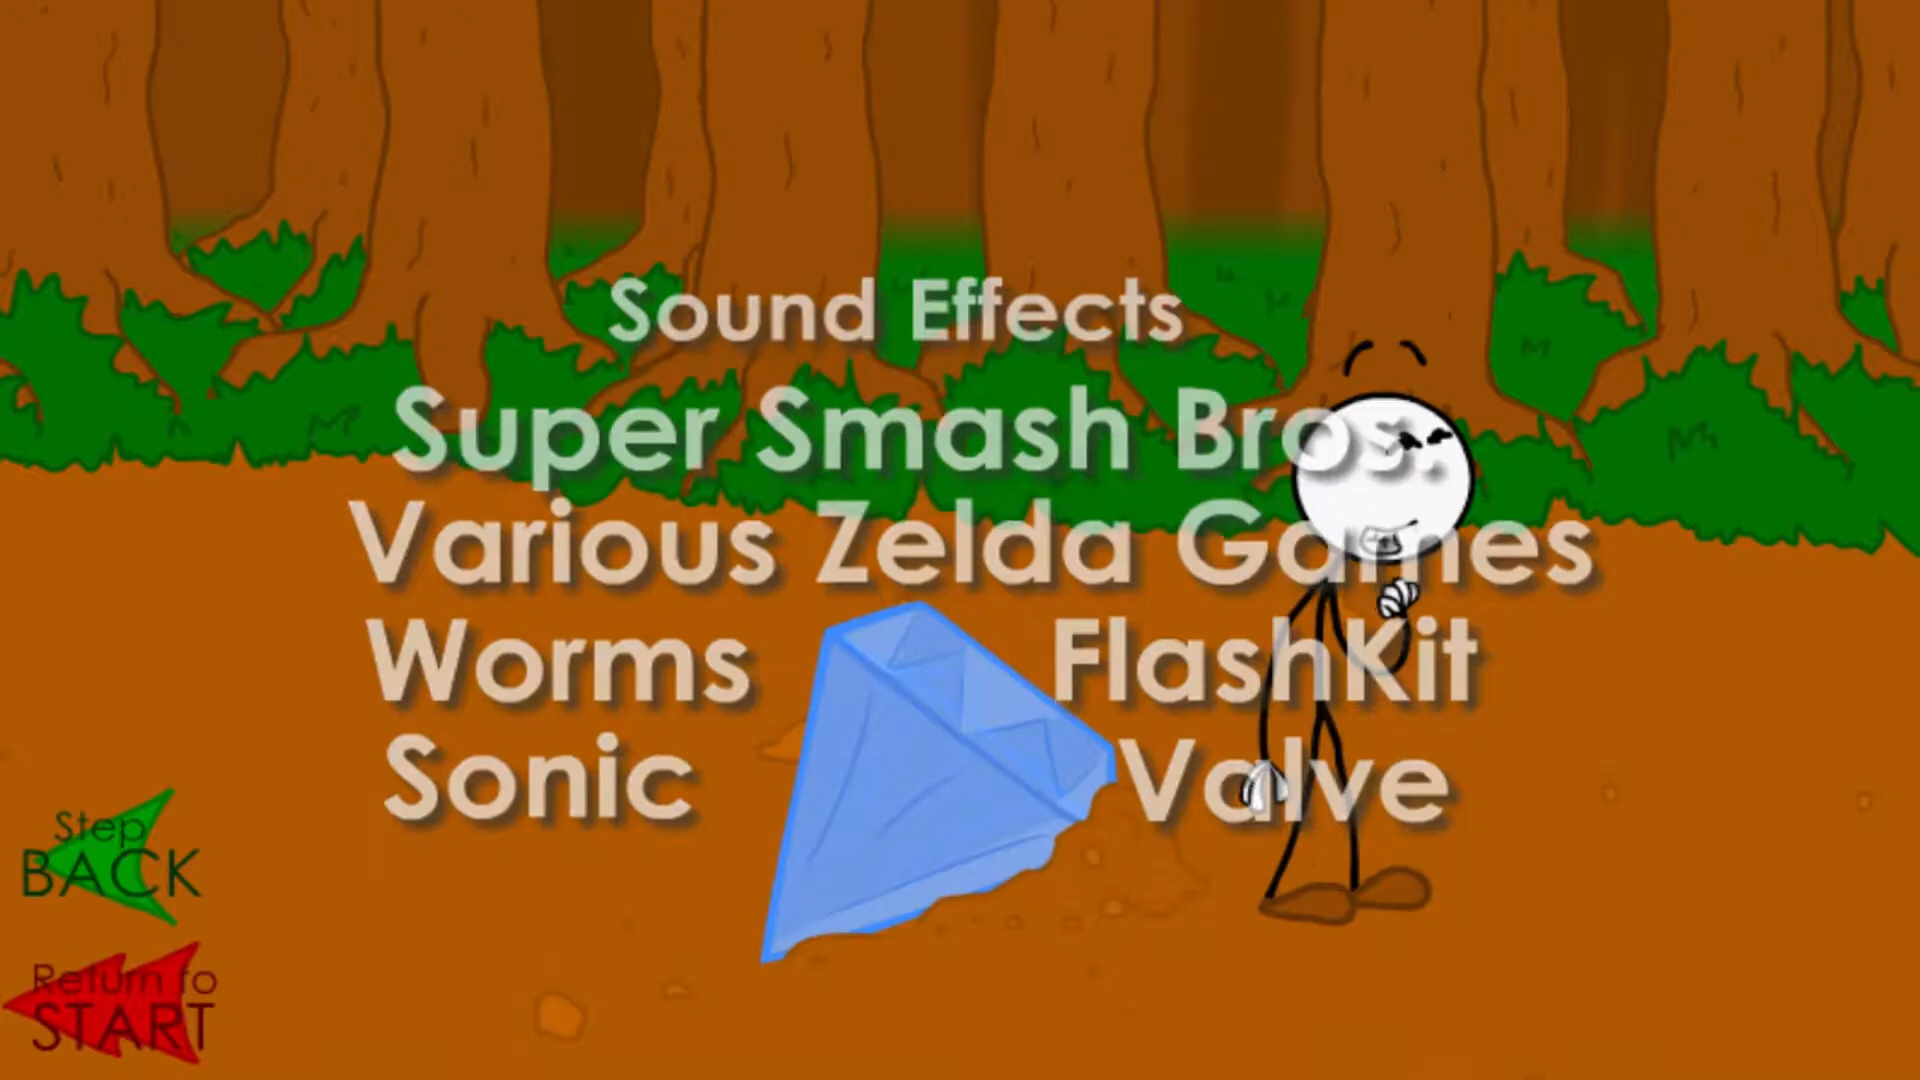 Sound Effects
Super Smash Bros.
Various Zelda Games
Worms FlashKit
Sonic Valve
Step
BACK
Return to
START